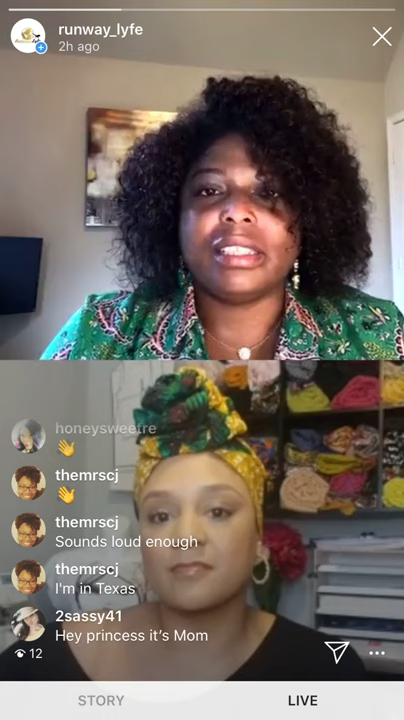 runway_lyfe
2h ago
honeysweetre
👋
themrscj
👋
themrscj
Sounds loud enough
themrscj
I'm in Texas
2sassy41
Hey princess it's Mom
12
STORY
LIVE